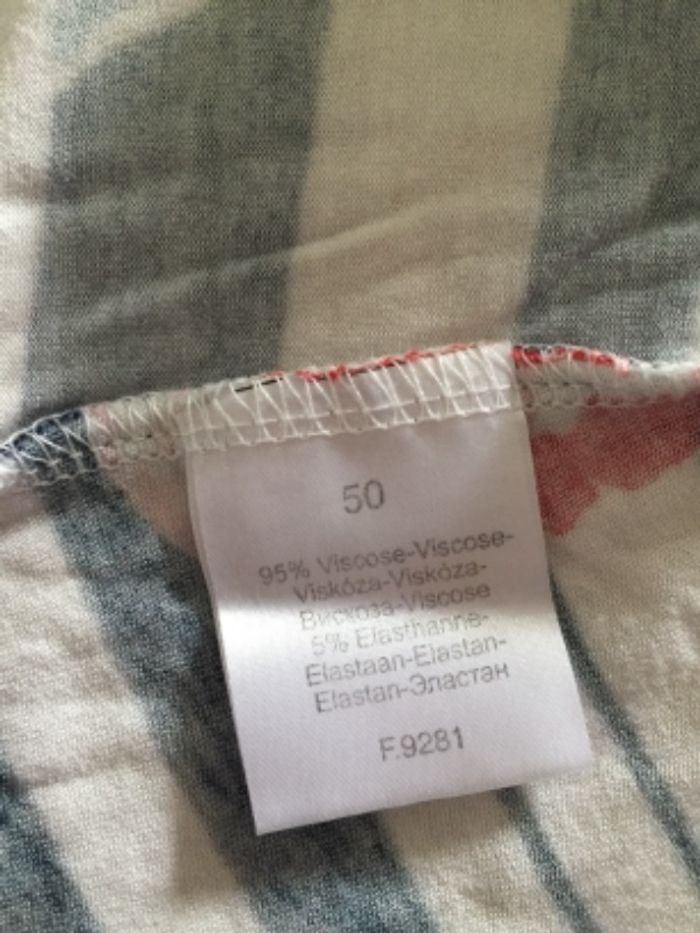 50
95% Viscose-Viscose-
Viskóza-Viskóza-
Вискоза-Viscose
5% Elasthanne-
Elastaan-Elastan-
Elastan-Эластан
F.9281